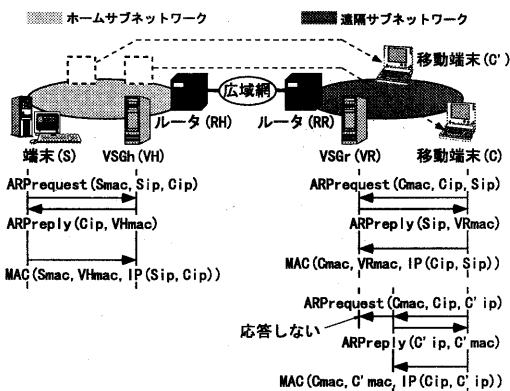 ホームサブネットワーク
遠隔サブネットワーク
移動端末(C')
広域網
ルータ(RH)
ルータ(RR)
端末(S)
VSGh(VH)
VSGr(VR)
移動端末(C)
ARPrequest(Smac, Sip, Cip)
ARPreply(Cip, VHmac)
MAC(Smac, VHmac, IP(Sip, Cip))
ARPrequest(Cmac, Cip, Sip)
ARPreply(Sip, VRmac)
MAC(Cmac, VRmac, IP(Cip, Sip))
ARPrequest(Cmac, Cip, C'ip)
応答しない
ARPreply(C'ip, C'mac)
MAC(Cmac, C'mac, IP(Cip, C'ip))